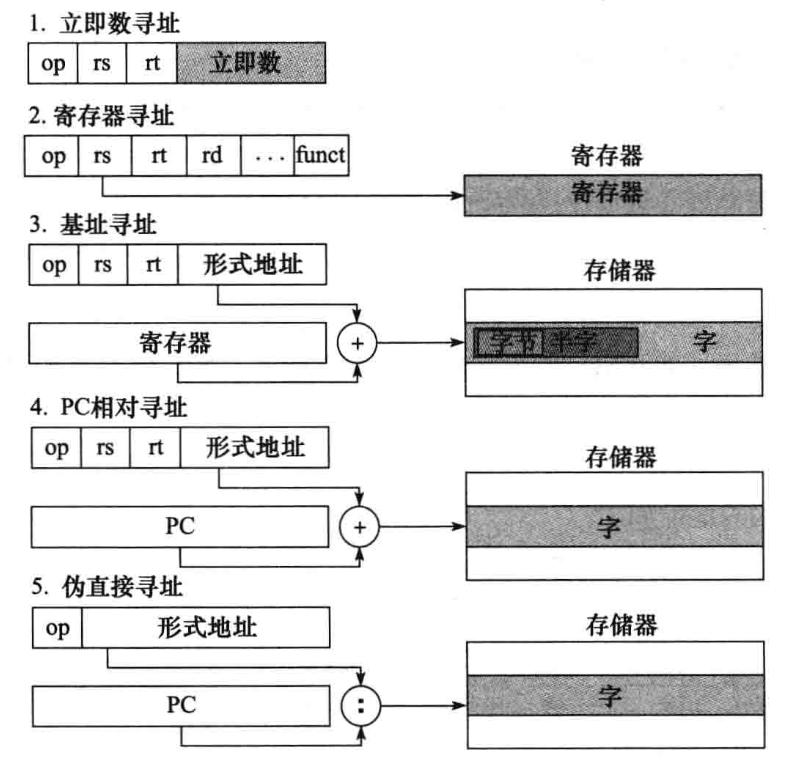 1. 立即数寻址
op rs rt 立即数
2. 寄存器寻址
op rs rt rd ... funct
寄存器
寄存器
3. 基址寻址
op rs rt 形式地址
存储器
寄存器 +
字节 半字 字
4. PC相对寻址
op rs rt 形式地址
存储器
PC +
字
5. 伪直接寻址
op 形式地址
存储器
PC :
字